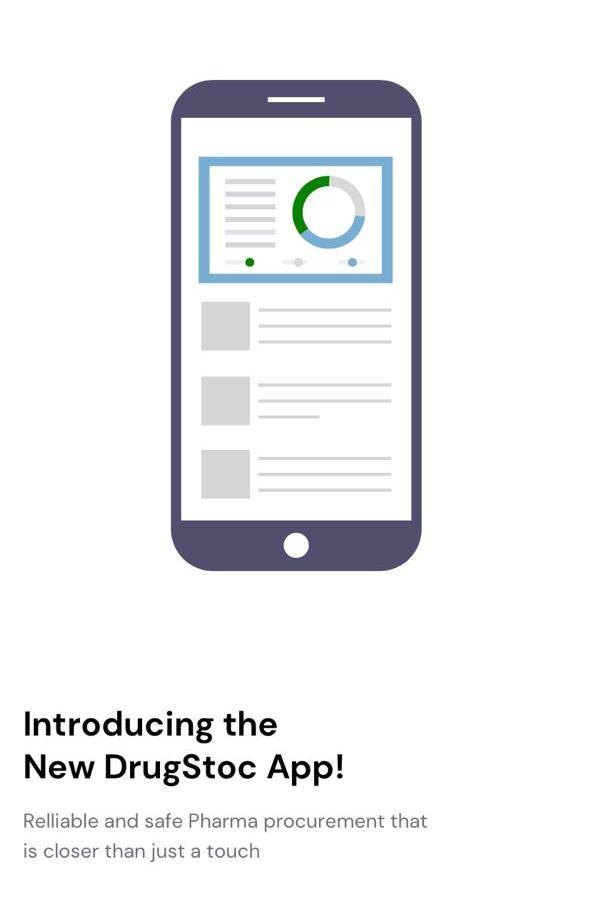 Introducing the
New DrugStoc App!
Relliable and safe Pharma procurement that
is closer than just a touch